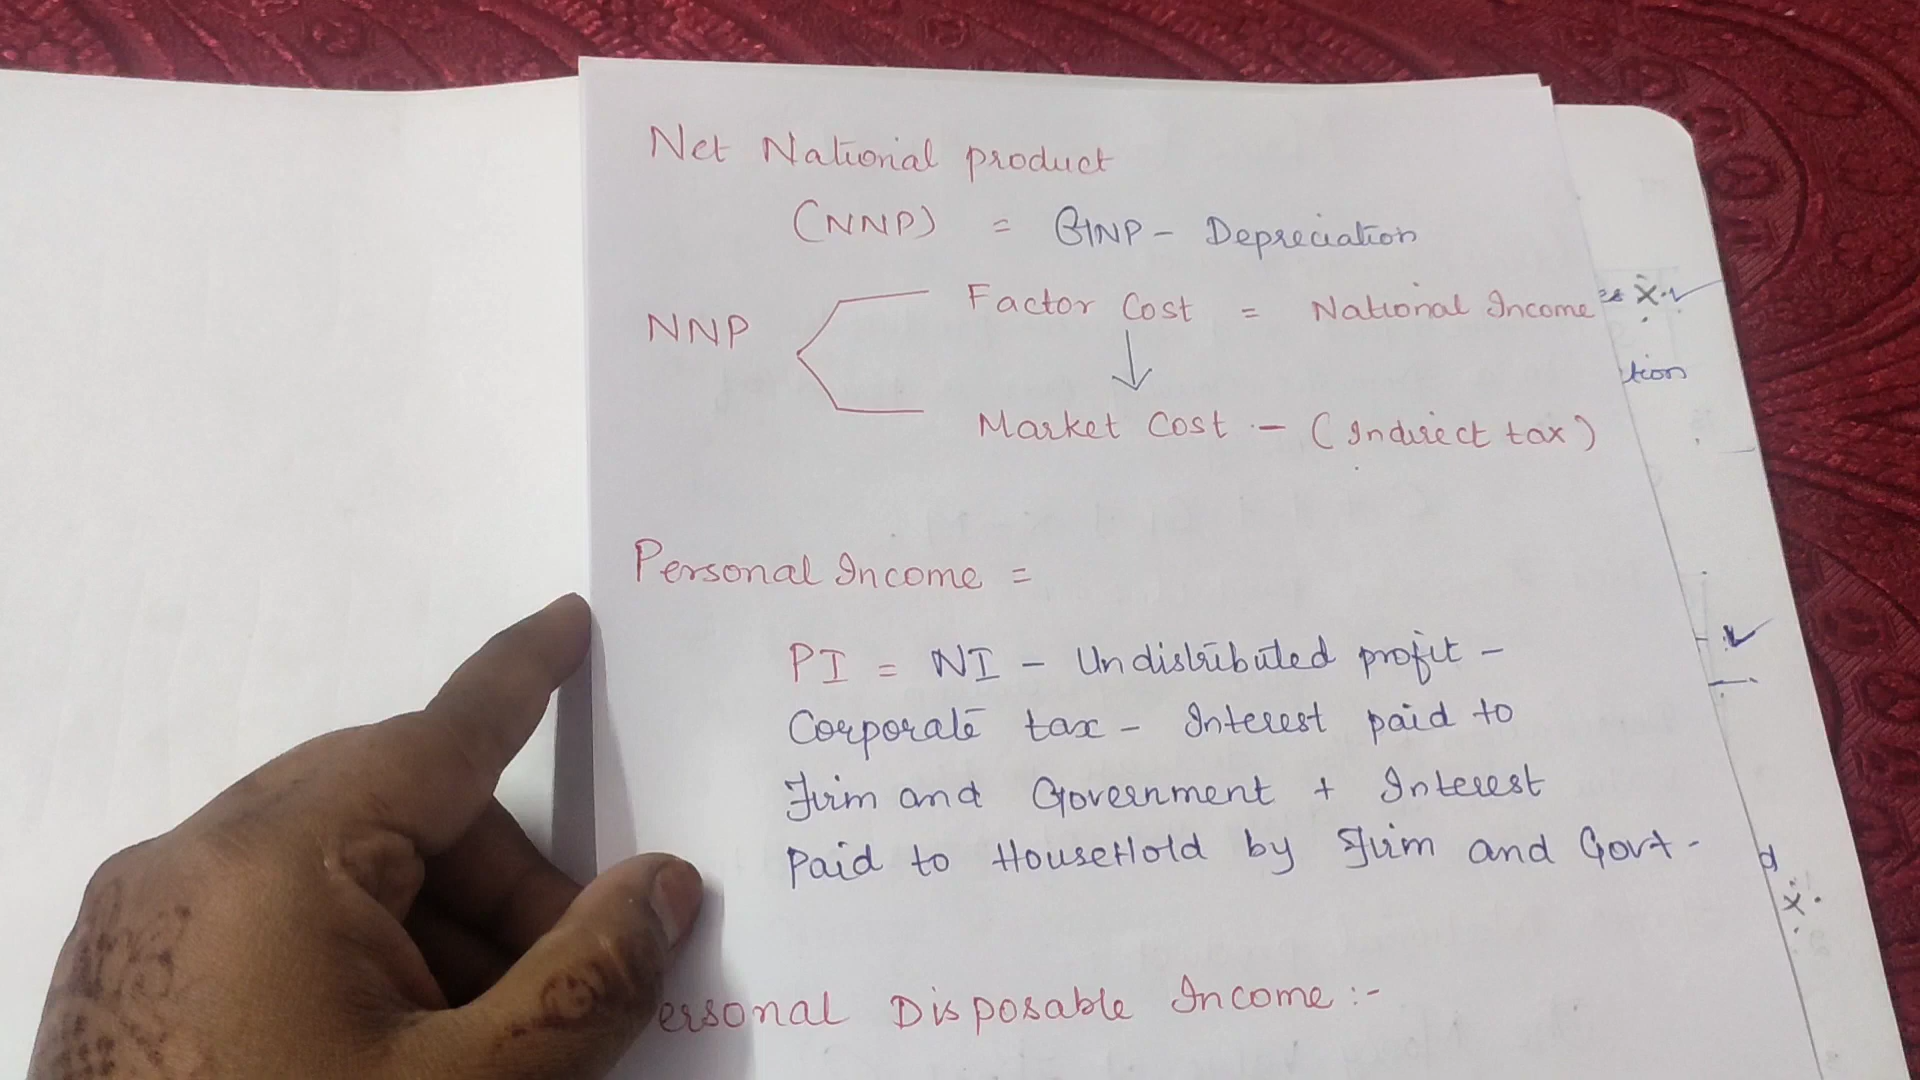 Net National product
(NNP) = GNP - Depreciation
NNP
Factor Cost = National Income
↓
Market Cost - (Indirect tax)
Personal Income =
PI = NI - Undistributed profit -
Corporate tax - Interest paid to
Firm and Government + Interest
Paid to HouseHold by Firm and Govt -
ersonal Disposable Income :-
tion